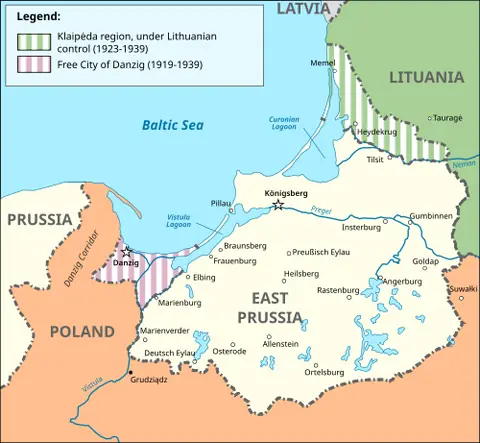 Legend:
Klaipėda region, under Lithuanian
control (1923-1939)
Free City of Danzig (1919-1939)
LATVIA
Memel
LITUANIA
Baltic Sea
Curonian
Lagoon
Tauragė
Heydekrug
Tilsit
Neman
Königsberg
Pillau
PRUSSIA
Vistula
Lagoon
Pregel
Gumbinnen
Insterburg
Danzig Corridor
Danzig
Braunsberg
Frauenburg
Preußisch Eylau
Goldap
Elbing
Heilsberg
Angerburg
Suwałki
Rastenburg
Marienburg
EAST
PRUSSIA
POLAND
Marienverder
Allenstein
Osterode
Deutsch Eylau
Ortelsburg
Vistula
Grudziądz